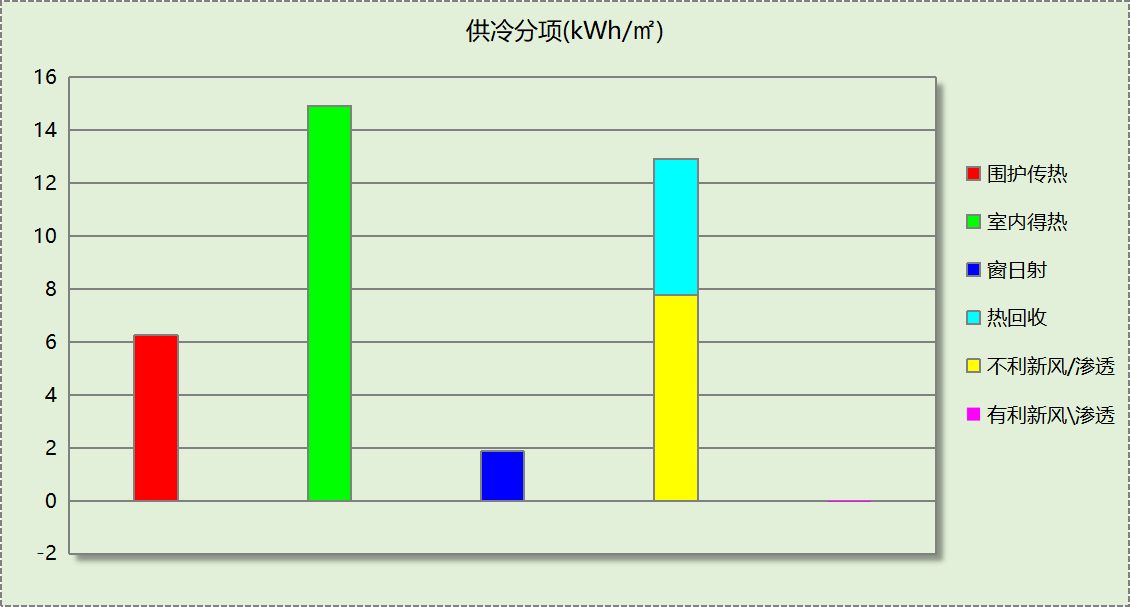 供冷分项(kWh/㎡)
16
14
12
10
8
6
4
2
0
-2
围护传热
室内得热
窗日射
热回收
不利新风/渗透
有利新风\渗透